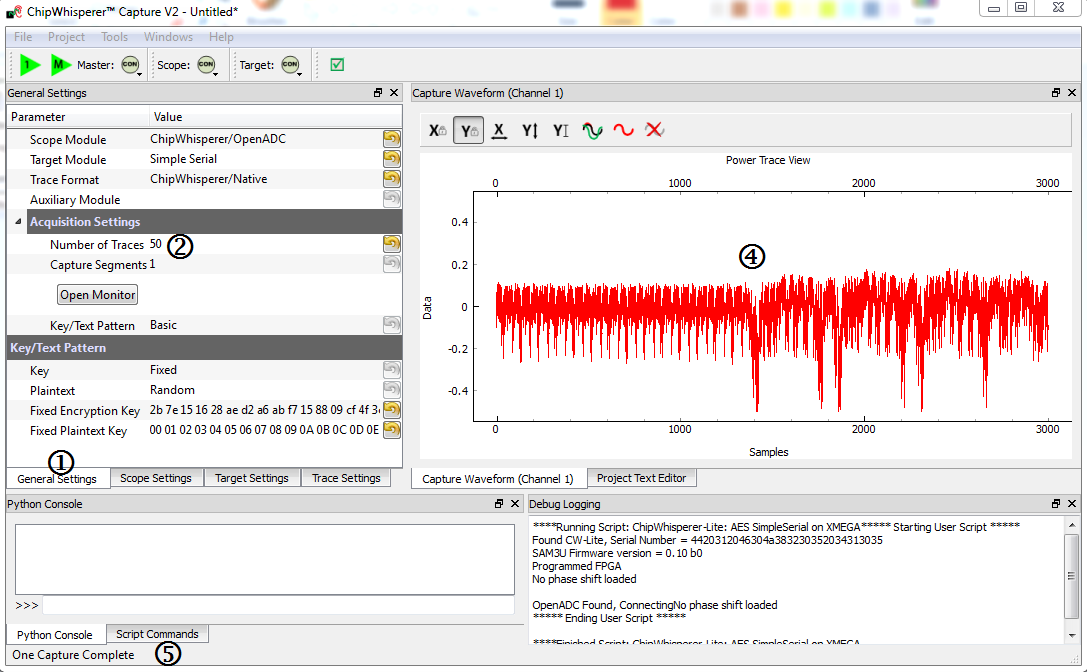 ChipWhisperer™ Capture V2 - Untitled*
File Project Tools Windows Help
1 M Master: CON Scope: CON Target: CON
General Settings
Parameter Value
Scope Module ChipWhisperer/OpenADC
Target Module Simple Serial
Trace Format ChipWhisperer/Native
Auxiliary Module
Acquisition Settings
Number of Traces 50 ②
Capture Segments 1
Open Monitor
Key/Text Pattern Basic
Key/Text Pattern
Key Fixed
Plaintext Random
Fixed Encryption Key 2b 7e 15 16 28 ae d2 a6 ab f7 15 88 09 cf 4f 3c
Fixed Plaintext Key 00 01 02 03 04 05 06 07 08 09 0A 0B 0C 0D 0E
①
General Settings Scope Settings Target Settings Trace Settings
Capture Waveform (Channel 1)
X Y X Y Y
Power Trace View
0 1000 2000 3000
0.4
④
0.2
0
-0.2
-0.4
Data
0 1000 2000 3000
Samples
Capture Waveform (Channel 1) Project Text Editor
Python Console
>>>
Python Console Script Commands
One Capture Complete ⑤
Debug Logging
****Running Script: ChipWhisperer-Lite: AES SimpleSerial on XMEGA***** Starting User Script *****
Found CW-Lite, Serial Number = 4420312046304a383230352034313035
SAM3U Firmware version = 0.10 b0
Programmed FPGA
No phase shift loaded
OpenADC Found, ConnectingNo phase shift loaded
***** Ending User Script *****
****Finished Script: ChipWhisperer-Lite: AES SimpleSerial on XMEGA